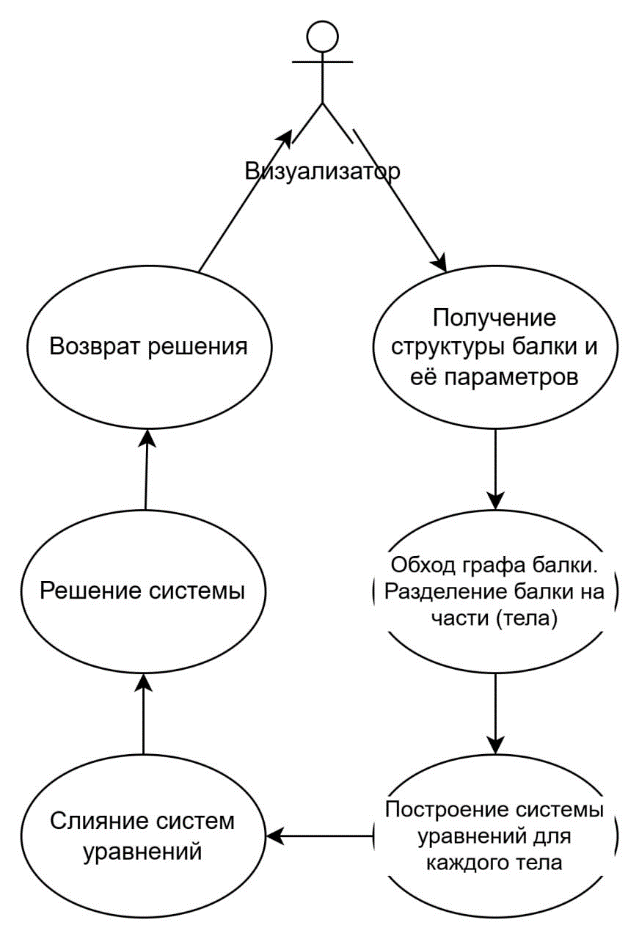 Визуализатор
Возврат решения
Получение
структуры балки и
её параметров
Решение системы
Обход графа балки.
Разделение балки на
части (тела)
Слияние систем
уравнений
Построение системы
уравнений для
каждого тела